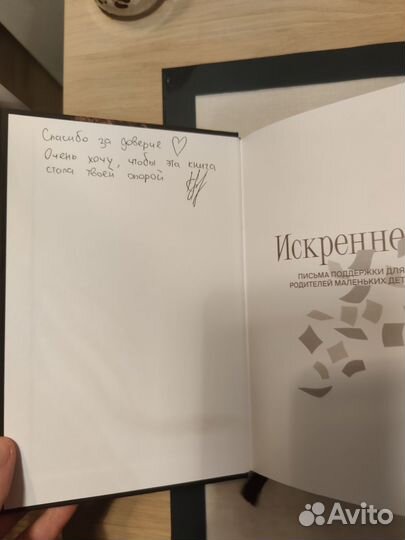 Спасибо за доверие ♡
Очень хочу, чтобы эта книга
стала твоей опорой
Искренне
ПИСЬМА ПОДДЕРЖКИ ДЛЯ
РОДИТЕЛЕЙ МАЛЕНЬКИХ ДЕТ
Avito